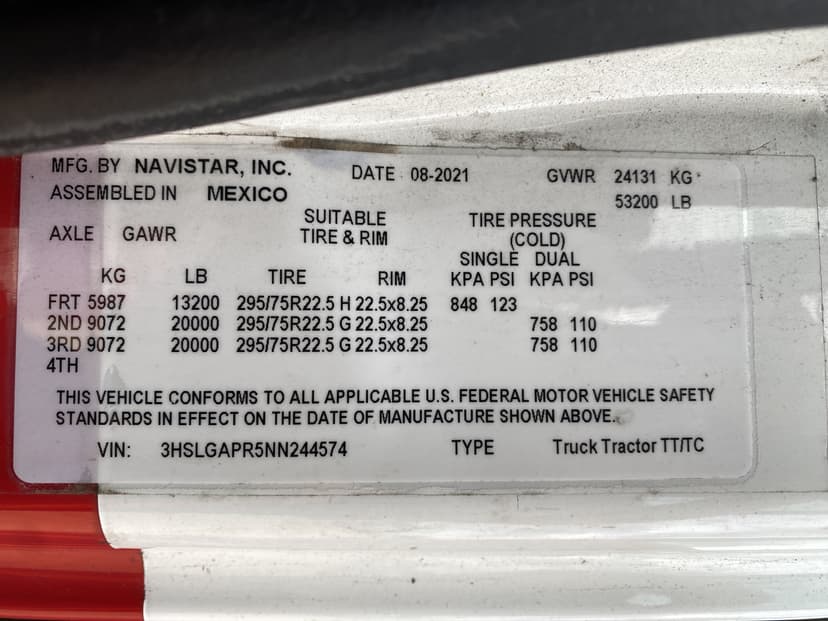 MFG. BY NAVISTAR, INC. DATE 08-2021 GVWR 24131 KG
ASSEMBLED IN MEXICO 53200 LB
AXLE GAWR SUITABLE TIRE & RIM TIRE PRESSURE (COLD)
SINGLE DUAL
KG LB TIRE RIM KPA PSI KPA PSI
FRT 5987 13200 295/75R22.5 H 22.5x8.25 848 123
2ND 9072 20000 295/75R22.5 G 22.5x8.25 758 110
3RD 9072 20000 295/75R22.5 G 22.5x8.25 758 110
4TH
THIS VEHICLE CONFORMS TO ALL APPLICABLE U.S. FEDERAL MOTOR VEHICLE SAFETY
STANDARDS IN EFFECT ON THE DATE OF MANUFACTURE SHOWN ABOVE.
VIN: 3HSLGAPR5NN244574 TYPE Truck Tractor TT/TC